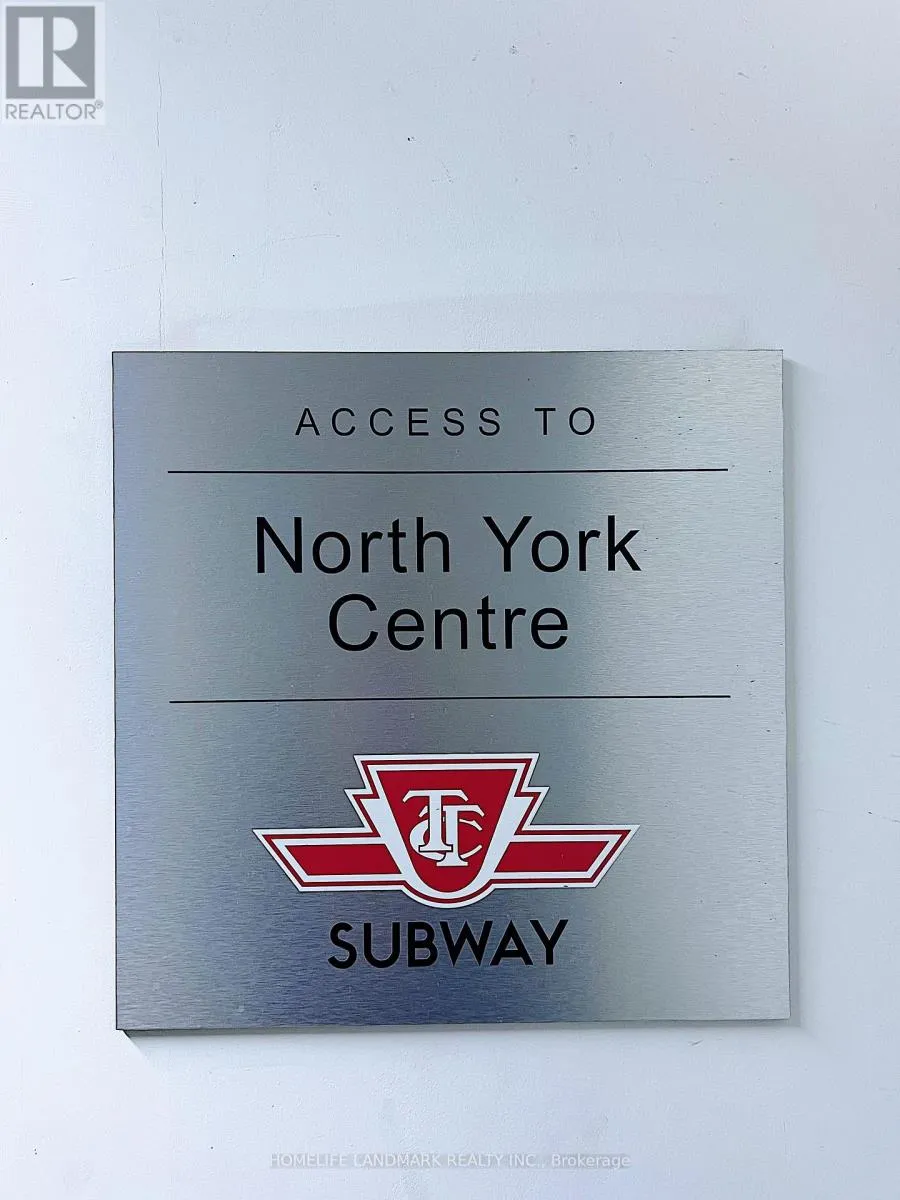 REALTOR®
ACCESS TO
North York
Centre
TTC
SUBWAY
HOMELIFE LANDMARK REALTY INC., Brokerage